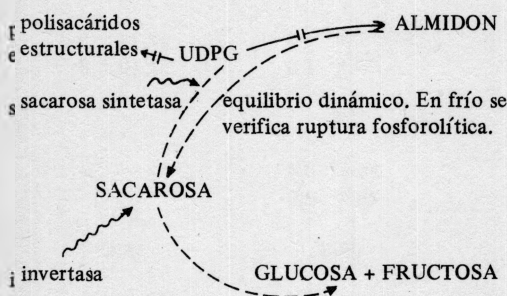 polisacáridos
ALMIDON
estructurales
UDPG
sacarosa sintetasa
equilibrio dinámico. En frío se
verifica ruptura fosforolítica.
SACAROSA
invertasa
GLUCOSA + FRUCTOSA